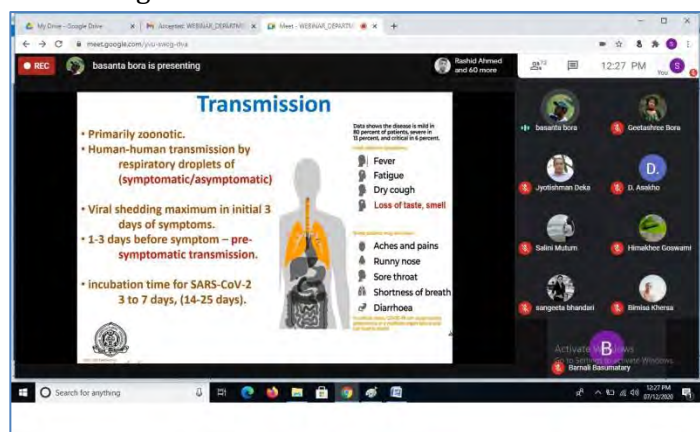 My Drive - Google Drive
meet.google.com/yvu-swog-dva
REC
basanta bora is presenting
Rashid Ahmed
and 60 more
12:27 PM
You
Transmission
• Primarily zoonotic.
• Human-human transmission by
respiratory droplets of
(symptomatic/asymptomatic)
• Viral shedding maximum in initial 3
days of symptoms.
• 1-3 days before symptom – pre-
symptomatic transmission.
• incubation time for SARS-CoV-2
3 to 7 days, (14-25 days).
Data shows the disease is mild in
80 percent of patients, severe in
13 percent, and critical in 6 percent.
Fever
Fatigue
Dry cough
Loss of taste, smell
Aches and pains
Runny nose
Sore throat
Shortness of breath
Diarrhoea
basanta bora
Geetashree Bora
Jyotishman Deka
D.
D. Asakho
Salini Mutum
Himakhee Goswami
sangeeta bhandari
Bimisa Khersa
B
Activate Windows
Go to Settings to activate Windows.
Barnali Basumatary
Search for anything
12:27 PM
07/12/2020